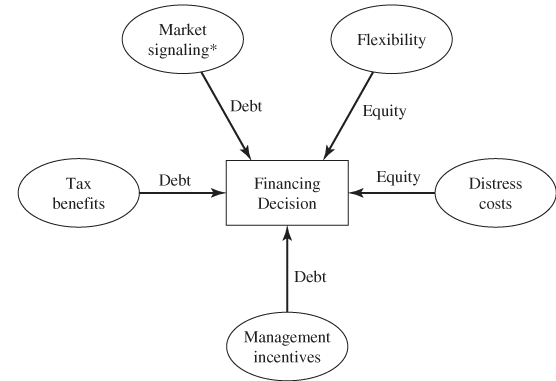 Market
signaling*
Flexibility
Debt
Equity
Tax
benefits
Debt
Financing
Decision
Equity
Distress
costs
Debt
Management
incentives